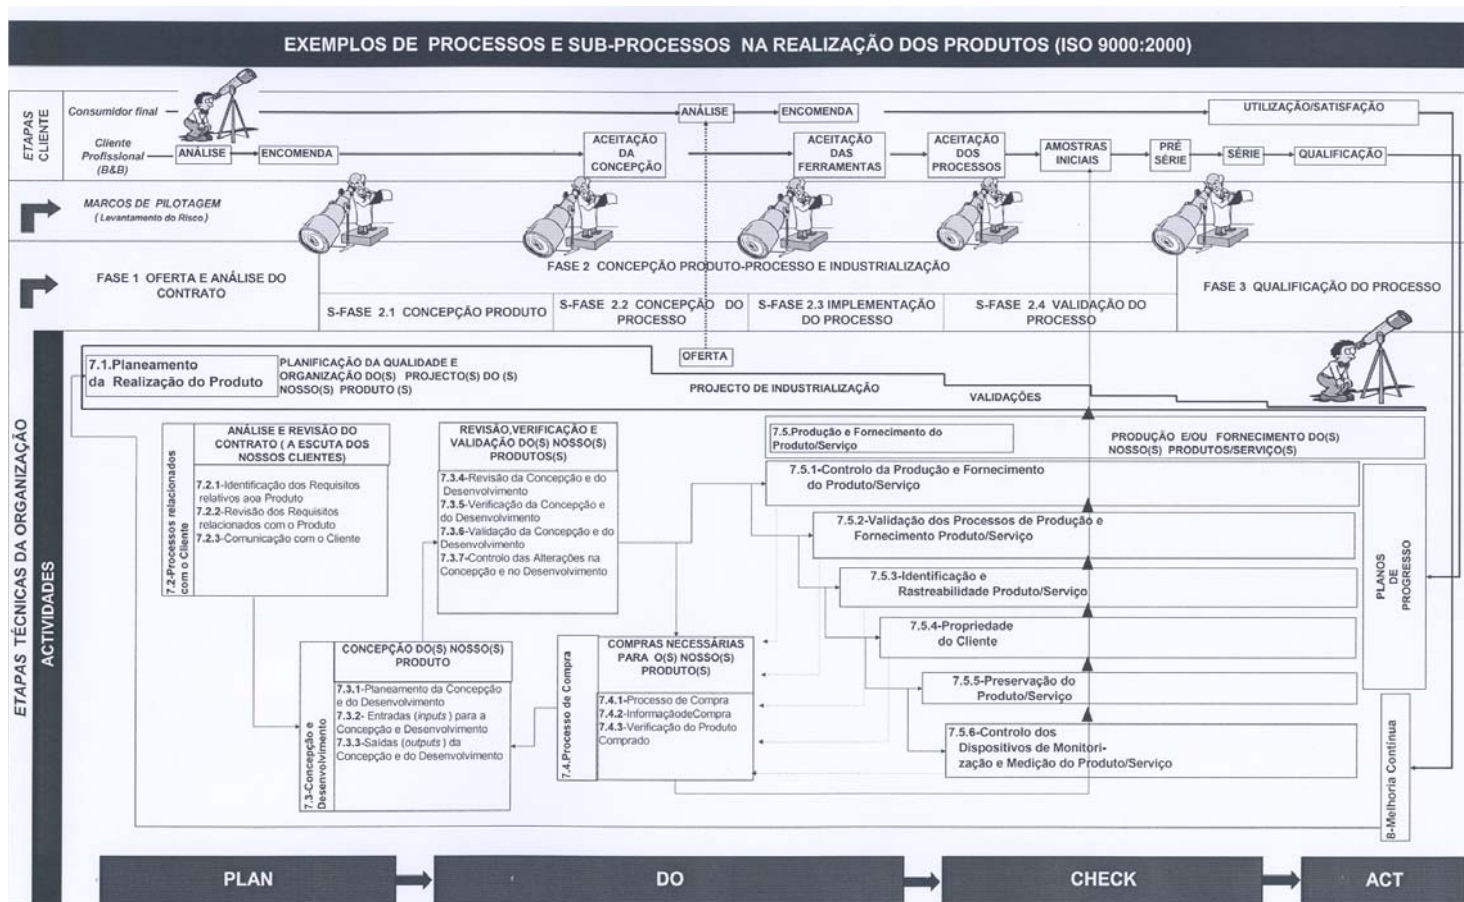 EXEMPLOS DE PROCESSOS E SUB-PROCESSOS NA REALIZAÇÃO DOS PRODUTOS (ISO 9000:2000)
ETAPAS
CLIENTE
Consumidor final
ANÁLISE
ENCOMENDA
UTILIZAÇÃO/SATISFAÇÃO
Cliente
Profissional
(B&B)
ANÁLISE
ENCOMENDA
ACEITAÇÃO
DA
CONCEPÇÃO
ACEITAÇÃO
DAS
FERRAMENTAS
ACEITAÇÃO
DOS
PROCESSOS
AMOSTRAS
INICIAIS
PRÉ
SÉRIE
SÉRIE
QUALIFICAÇÃO
MARCOS DE PILOTAGEM
(Levantamento do Risco)
FASE 1 OFERTA E ANÁLISE DO
CONTRATO
FASE 2 CONCEPÇÃO PRODUTO-PROCESSO E INDUSTRIALIZAÇÃO
S-FASE 2.1 CONCEPÇÃO PRODUTO
S-FASE 2.2 CONCEPÇÃO DO
PROCESSO
S-FASE 2.3 IMPLEMENTAÇÃO
DO PROCESSO
S-FASE 2.4 VALIDAÇÃO DO
PROCESSO
FASE 3 QUALIFICAÇÃO DO PROCESSO
ETAPAS TÉCNICAS DA ORGANIZAÇÃO
ACTIVIDADES
7.1.Planeamento
da Realização do Produto
PLANIFICAÇÃO DA QUALIDADE E
ORGANIZAÇÃO DO(S) PROJECTO(S) DO (S)
NOSSO(S) PRODUTO (S)
OFERTA
PROJECTO DE INDUSTRIALIZAÇÃO
VALIDAÇÕES
7.2-Processos relacionados
com o Cliente
ANÁLISE E REVISÃO DO
CONTRATO ( A ESCUTA DOS
NOSSOS CLIENTES)
7.2.1-Identificação dos Requisitos
relativos aoa Produto
7.2.2-Revisão dos Requisitos
relacionados com o Produto
7.2.3-Comunicação com o Cliente
REVISÃO,VERIFICAÇÃO E
VALIDAÇÃO DO(S) NOSSO(S)
PRODUTOS(S)
7.3.4-Revisão da Concepção e do
Desenvolvimento
7.3.5-Verificação da Concepção e
do Desenvolvimento
7.3.6-Validação da Concepção e do
Desenvolvimento
7.3.7-Controlo das Alterações na
Concepção e no Desenvolvimento
7.3-Concepção e
Desenvolvimento
CONCEPÇÃO DO(S) NOSSO(S)
PRODUTO
7.3.1-Planeamento da Concepção
e do Desenvolvimento
7.3.2- Entradas (inputs ) para a
Concepção e Desenvolvimento
7.3.3-Saídas (outputs ) da
Concepção e do Desenvolvimento
7.4.Processo de Compra
COMPRAS NECESSÁRIAS
PARA O(S) NOSSO(S)
PRODUTO(S)
7.4.1-Processo de Compra
7.4.2-InformaçãodeCompra
7.4.3-Verificação do Produto
Comprado
7.5.Produção e Fornecimento do
Produto/Serviço
PRODUÇÃO E/OU FORNECIMENTO DO(S)
NOSSO(S) PRODUTOS/SERVIÇO(S)
7.5.1-Controlo da Produção e Fornecimento
do Produto/Serviço
7.5.2-Validação dos Processos de Produção e
Fornecimento Produto/Serviço
7.5.3-Identificação e
Rastreabilidade Produto/Serviço
7.5.4-Propriedade
do Cliente
7.5.5-Preservação do
Produto/Serviço
7.5.6-Controlo dos
Dispositivos de Monitori-
zação e Medição do Produto/Serviço
PLANOS
DE
PROGRESSO
8-Melhoria Contínua
PLAN
DO
CHECK
ACT